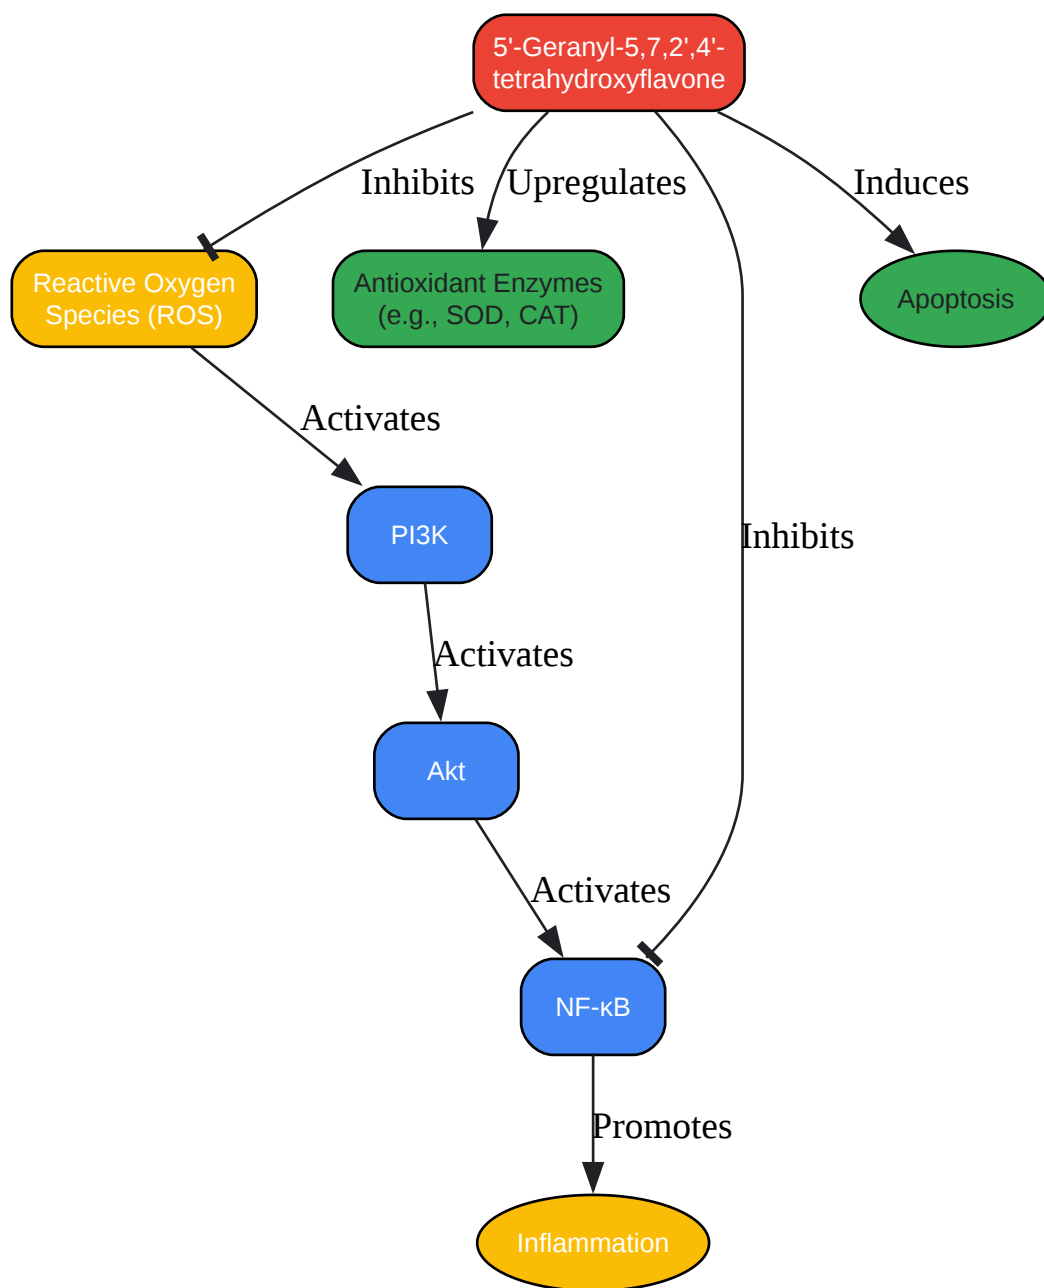 5'-Geranyl-5,7,2',4'-
tetrahydroxyflavone
Inhibits
Upregulates
Induces
Reactive Oxygen
Species (ROS)
Antioxidant Enzymes
(e.g., SOD, CAT)
Apoptosis
Activates
PI3K
Inhibits
Activates
Akt
Activates
NF-κB
Promotes
Inflammation